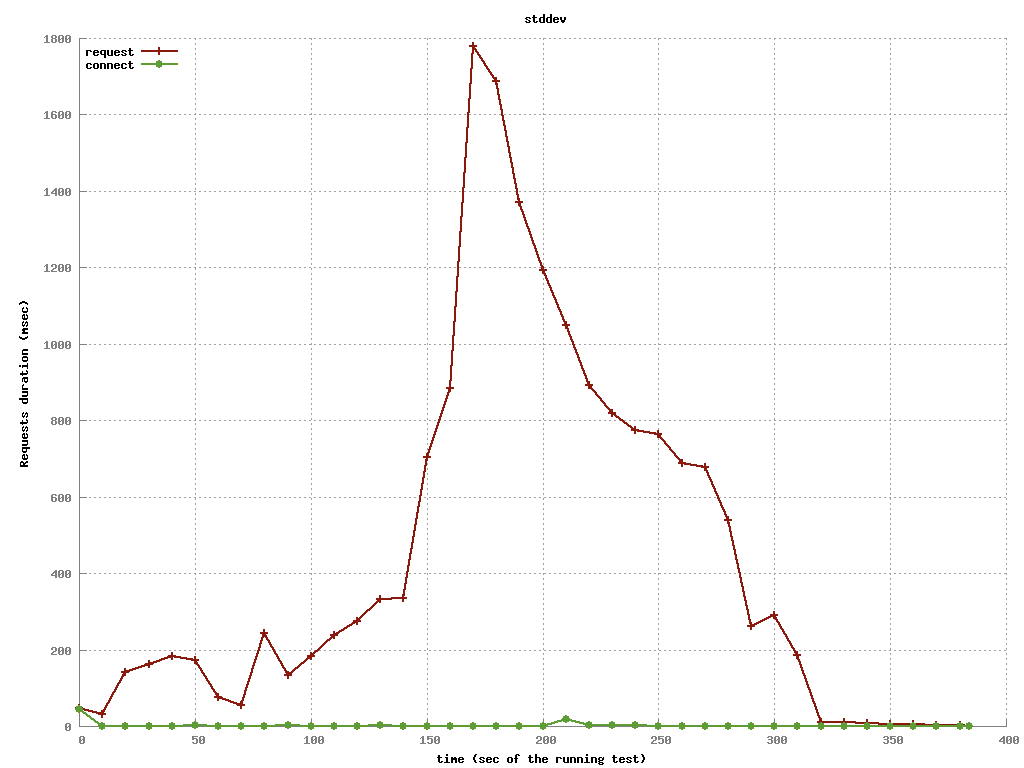 stddev
request
connect
1800
1600
1400
1200
1000
800
600
400
200
0
0 50 100 150 200 250 300 350 400
Requests duration (msec)
time (sec of the running test)